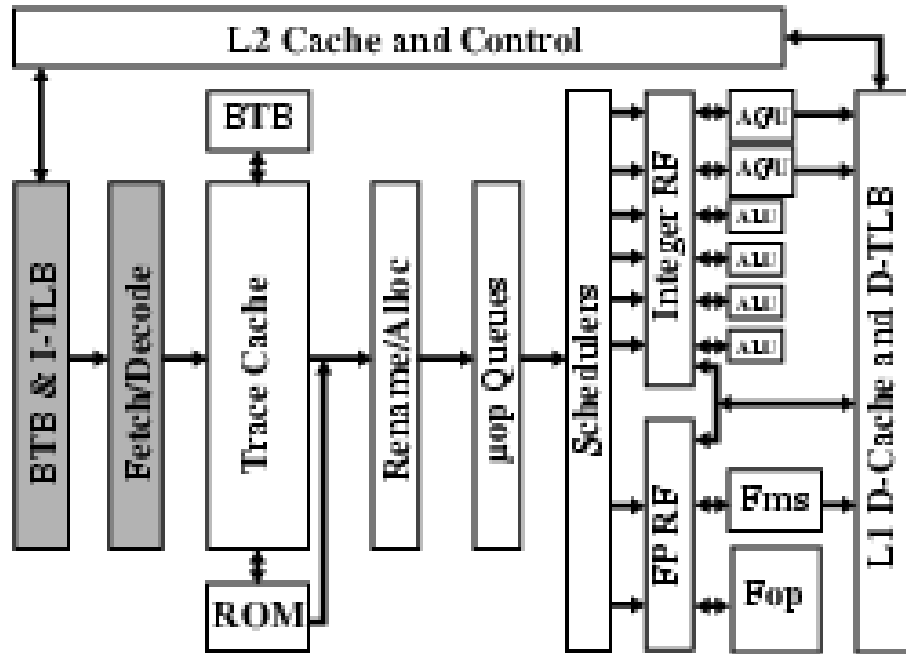 L2 Cache and Control
BTB
BTB & I-TLB
Fetch/Decode
Trace Cache
ROM
Rename/Alloc
µop Queues
Schedulers
Integer RF
FP RF
AGU
AGU
ALU
ALU
ALU
ALU
Fms
Fop
L1 D-Cache and D-TLB